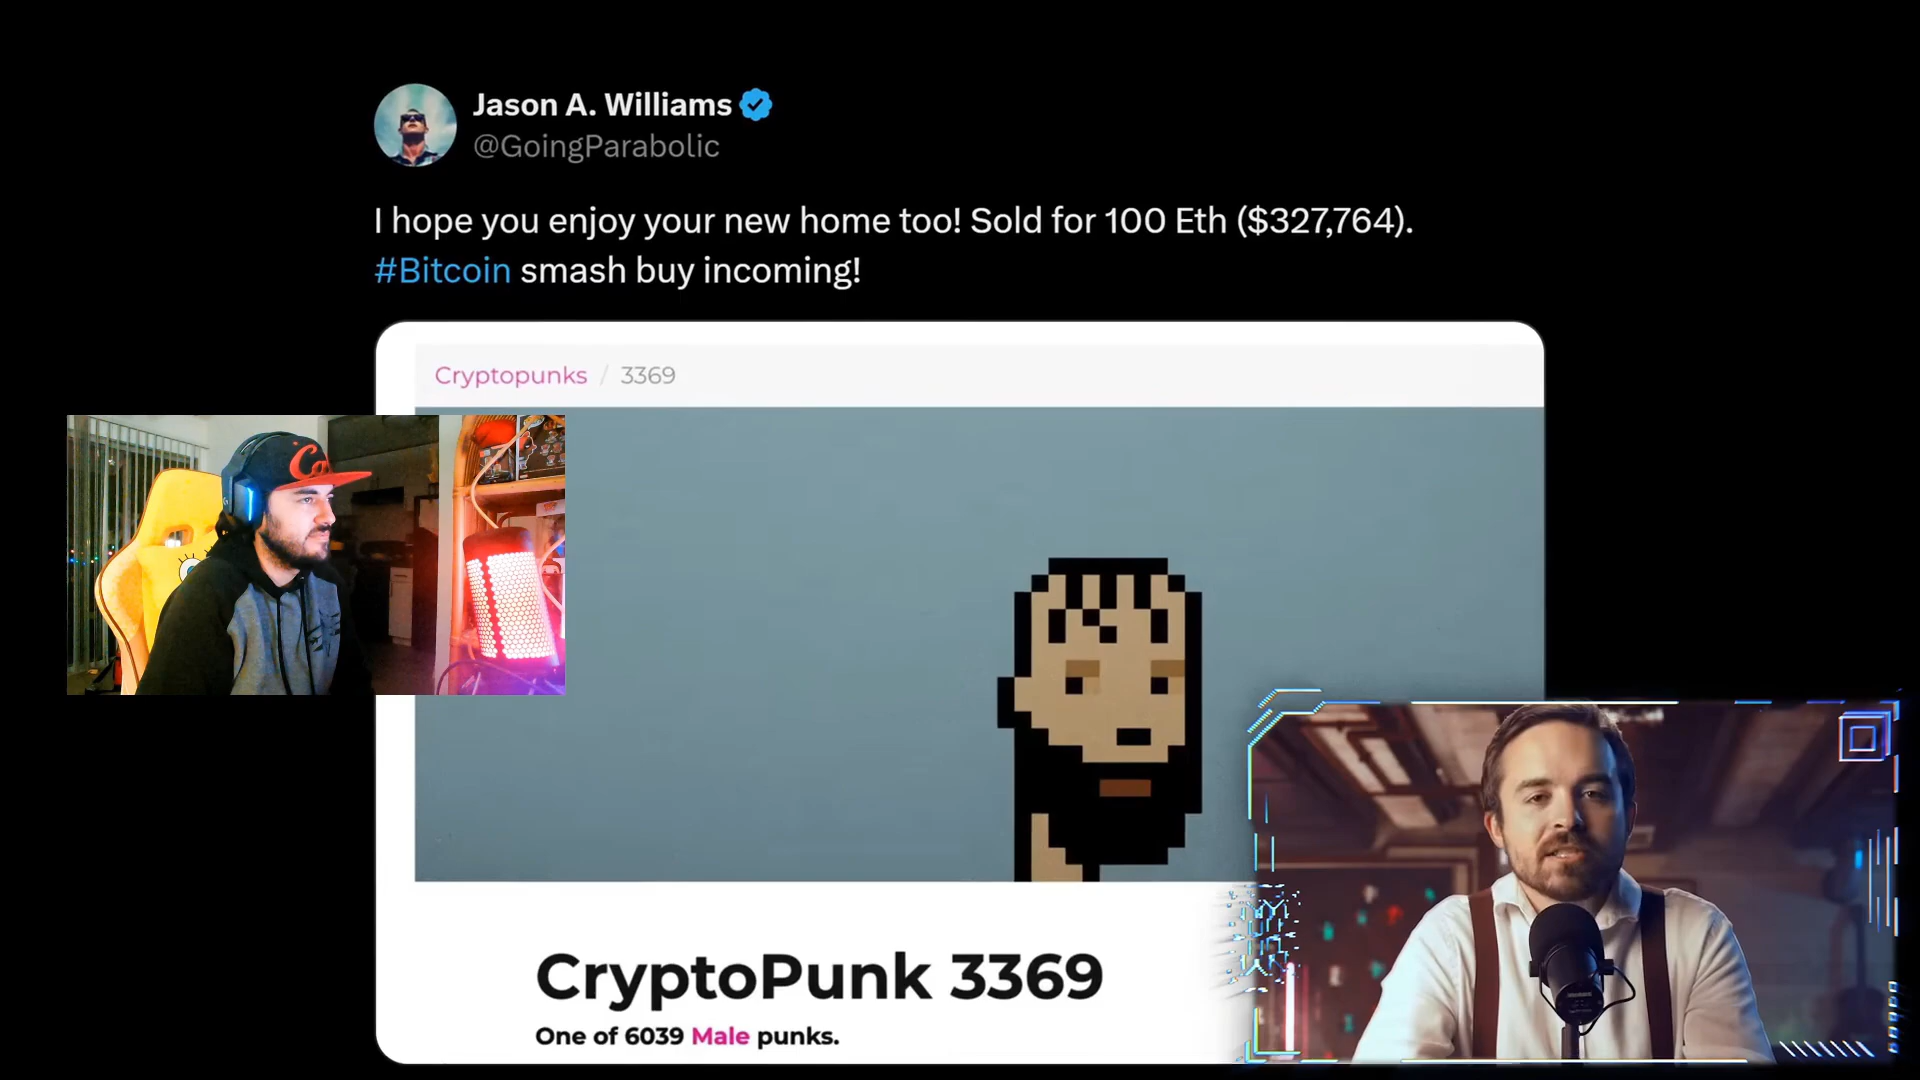 Jason A. Williams
@GoingParabolic
I hope you enjoy your new home too! Sold for 100 Eth ($327,764).
#Bitcoin smash buy incoming!
Cryptopunks / 3369
CryptoPunk 3369
One of 6039 Male punks.